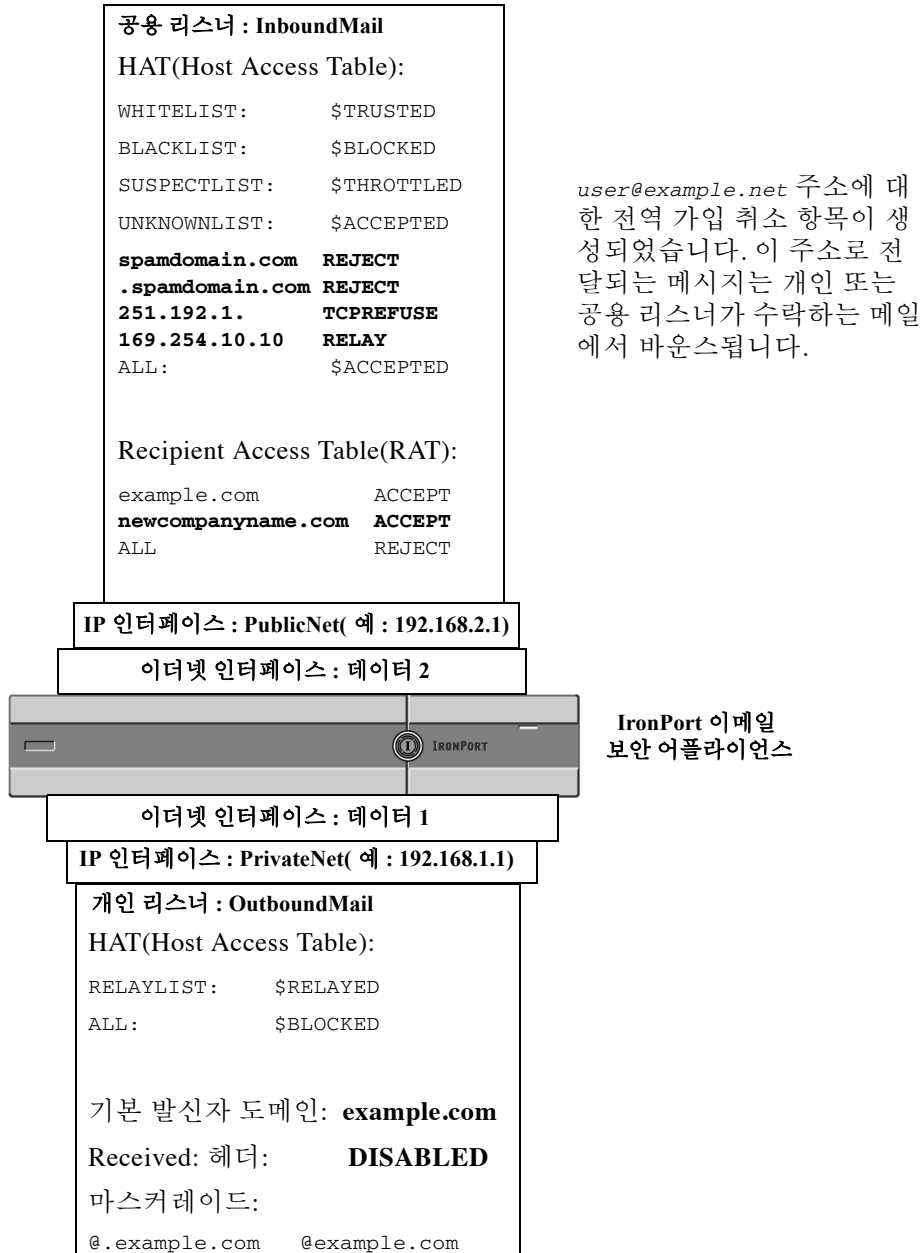 공용 리스너 : InboundMail
HAT(Host Access Table):
WHITELIST: $TRUSTED
BLACKLIST: $BLOCKED
SUSPECTLIST: $THROTTLED
UNKNOWNLIST: $ACCEPTED
spamdomain.com REJECT
.spamdomain.com REJECT
251.192.1. TCPREFUSE
169.254.10.10 RELAY
ALL: $ACCEPTED
Recipient Access Table(RAT):
example.com ACCEPT
newcompanyname.com ACCEPT
ALL REJECT
user@example.net 주소에 대
한 전역 가입 취소 항목이 생
성되었습니다. 이 주소로 전
달되는 메시지는 개인 또는
공용 리스너가 수락하는 메일
에서 바운스됩니다.
IP 인터페이스 : PublicNet( 예 : 192.168.2.1)
이더넷 인터페이스 : 데이터 2
IRONPORT
IronPort 이메일
보안 어플라이언스
이더넷 인터페이스 : 데이터 1
IP 인터페이스 : PrivateNet( 예 : 192.168.1.1)
개인 리스너 : OutboundMail
HAT(Host Access Table):
RELAYLIST: $RELAYED
ALL: $BLOCKED
기본 발신자 도메인: example.com
Received: 헤더: DISABLED
마스커레이드:
@.example.com @example.com